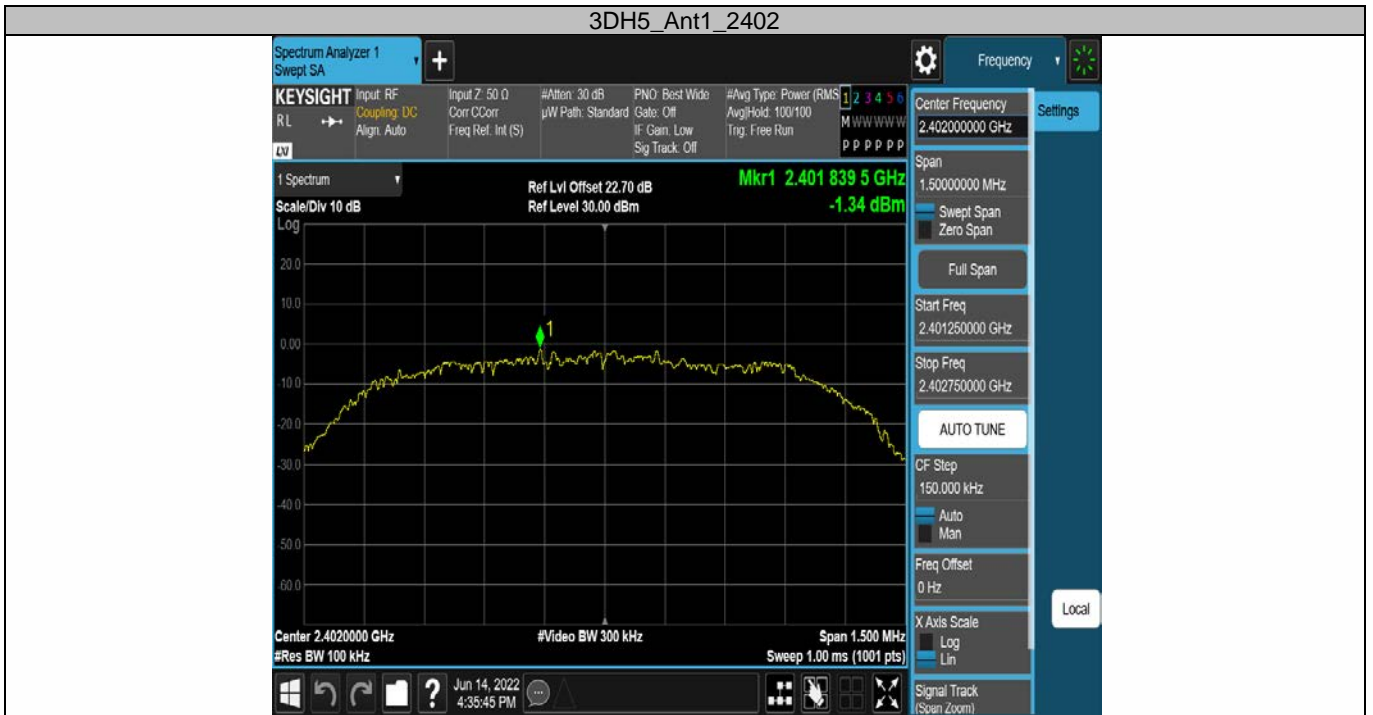 3DH5_Ant1_2402
Spectrum Analyzer 1
Swept SA
+
Frequency
KEYSIGHT
RL
LXI
Input: RF
Coupling: DC
Align: Auto
Input Z: 50 Ω
Corr CCorr
Freq Ref: Int (S)
#Atten: 30 dB
µW Path: Standard
PNO: Best Wide
Gate: Off
IF Gain: Low
Sig Track: Off
#Avg Type: Power (RMS
Avg|Hold: 100/100
Trig: Free Run
1 2 3 4 5 6
M W W W W W
P P P P P P
1 Spectrum
Scale/Div 10 dB
Ref Lvl Offset 22.70 dB
Ref Level 30.00 dBm
Mkr1 2.401 839 5 GHz
-1.34 dBm
Log
20.0
10.0
0.00
-10.0
-20.0
-30.0
-40.0
-50.0
-60.0
1
Center 2.4020000 GHz
#Res BW 100 kHz
#Video BW 300 kHz
Span 1.500 MHz
Sweep 1.00 ms (1001 pts)
?
Jun 14, 2022
4:35:45 PM
Center Frequency
2.402000000 GHz
Settings
Span
1.50000000 MHz
Swept Span
Zero Span
Full Span
Start Freq
2.401250000 GHz
Stop Freq
2.402750000 GHz
AUTO TUNE
CF Step
150.000 kHz
Auto
Man
Freq Offset
0 Hz
X Axis Scale
Log
Lin
Local
Signal Track
(Span Zoom)